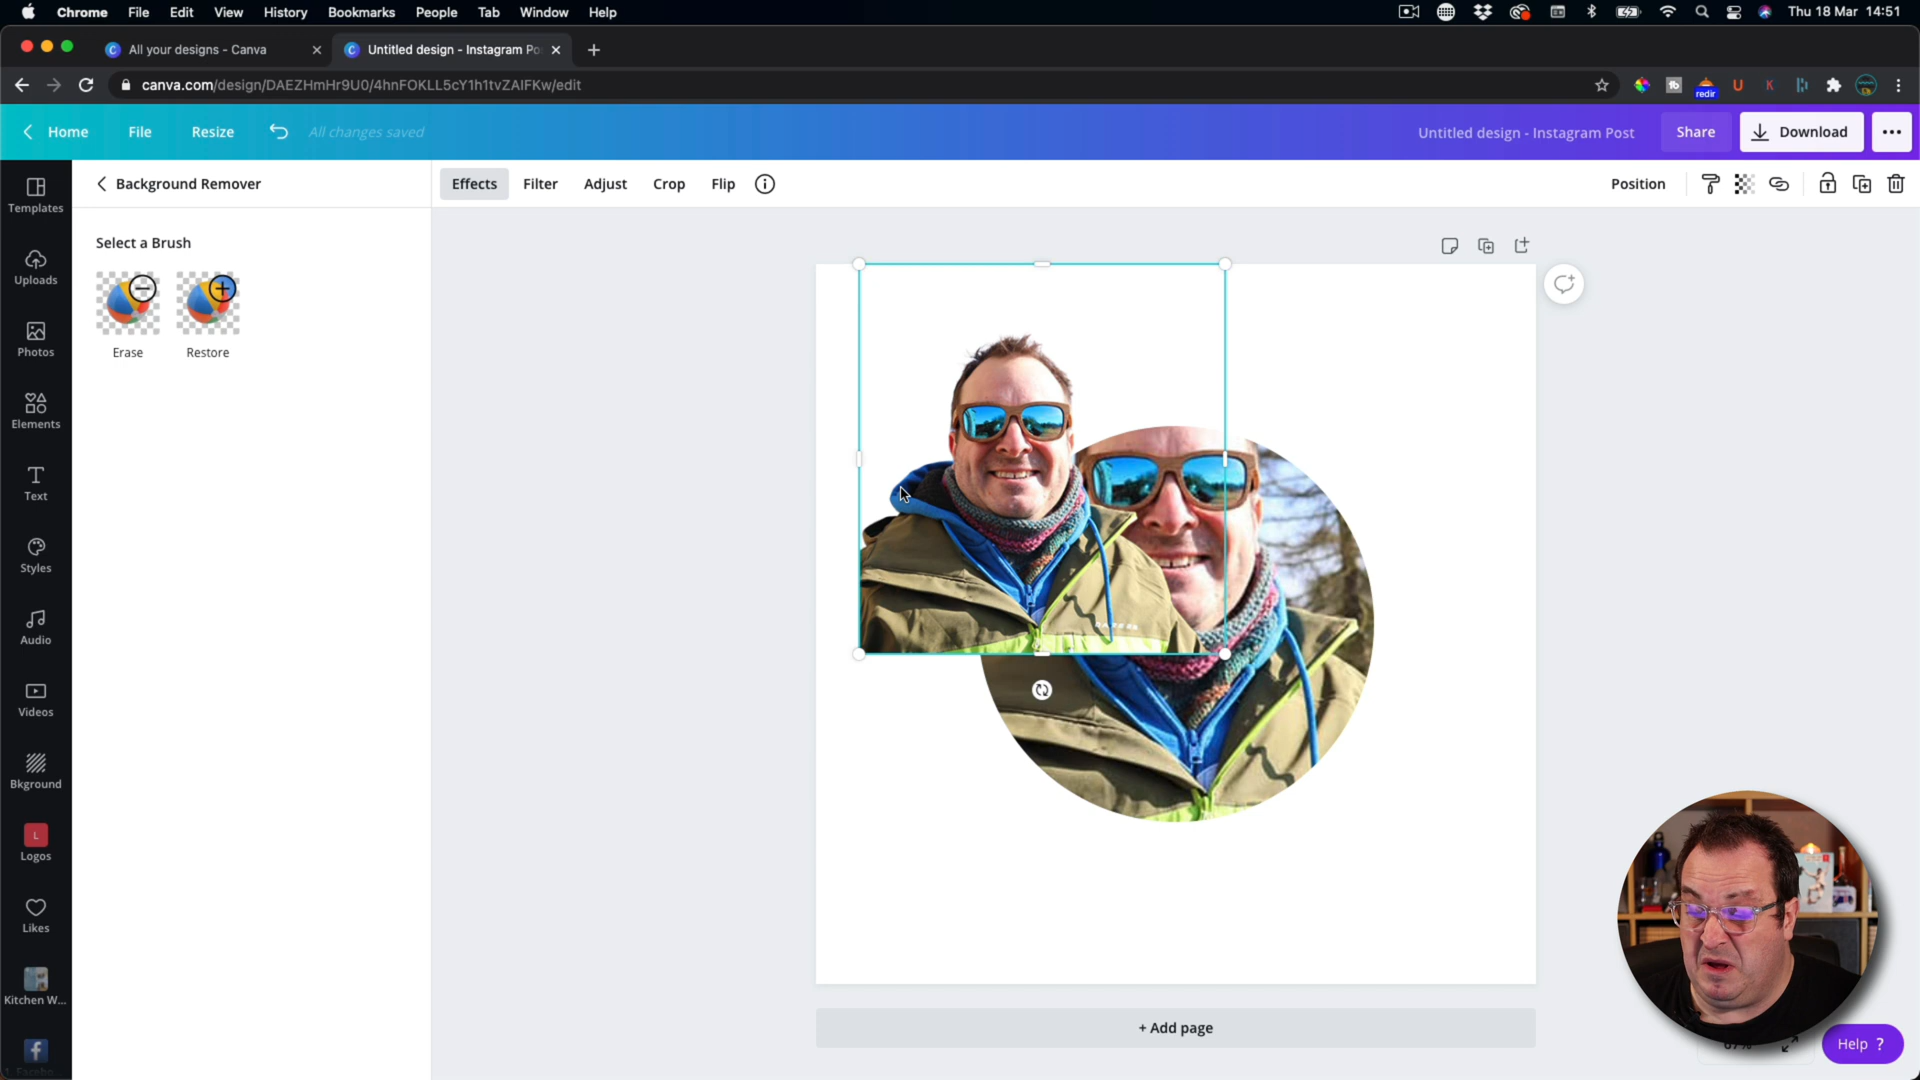 Chrome File Edit View History Bookmarks People Tab Window Help
Thu 18 Mar 14:51
All your designs - Canva
Untitled design - Instagram Po
canva.com/design/DAEZHmHr9U0/4hnFOKLL5cY1h1tvZAIFKw/edit
redir
Home File Resize All changes saved
Untitled design - Instagram Post
Share
Download
Background Remover
Effects Filter Adjust Crop Flip
Position
Select a Brush
Erase
Restore
Templates
Uploads
Photos
Elements
Text
Styles
Audio
Videos
Bkground
L
Logos
Likes
Kitchen W...
+ Add page
Help ?